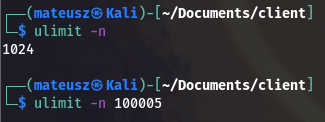 ┌──(mateusz㉿Kali)-[~/Documents/client]
└─$ ulimit -n
1024
┌──(mateusz㉿Kali)-[~/Documents/client]
└─$ ulimit -n 100005